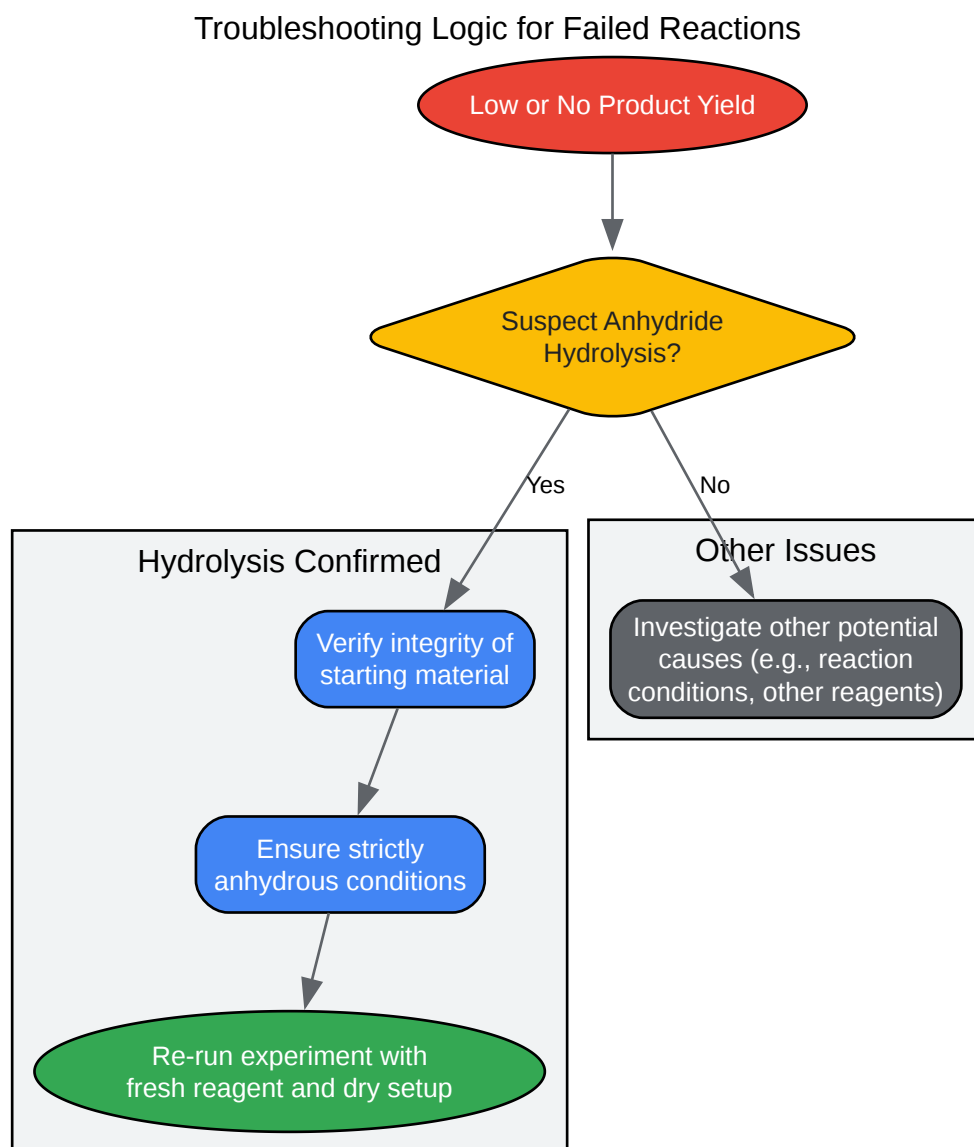 Troubleshooting Logic for Failed Reactions
Low or No Product Yield
Suspect Anhydride
Hydrolysis?
Yes
No
Hydrolysis Confirmed
Verify integrity of
starting material
Ensure strictly
anhydrous conditions
Re-run experiment with
fresh reagent and dry setup
Other Issues
Investigate other potential
causes (e.g., reaction
conditions, other reagents)